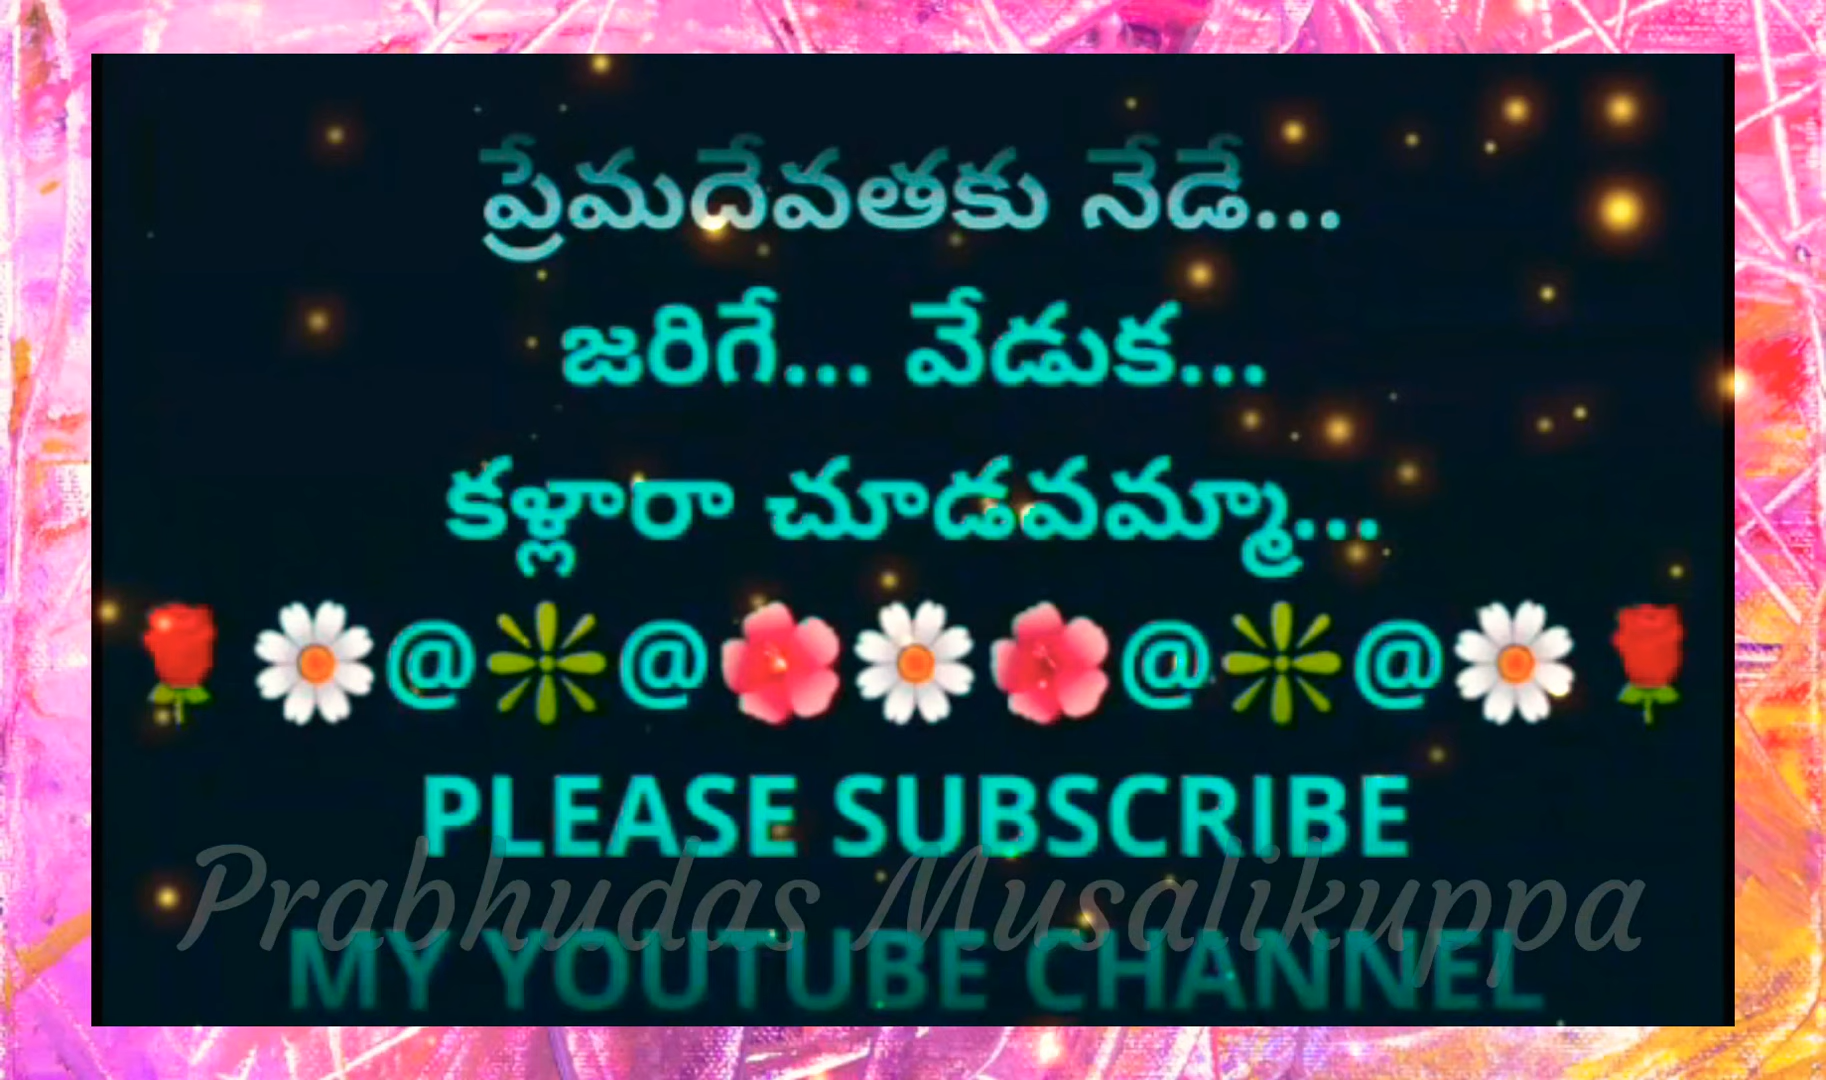 ప్రేమదేవతకు నేడే...
జరిగే... వేడుక...
కళ్లారా చూడవమ్మా...
🌹 🌼@❇@🌺🌼🌺@❇@🌼 🌹
PLEASE SUBSCRIBE
Prabhudas Musalikuppa
MY YOUTUBE CHANNEL